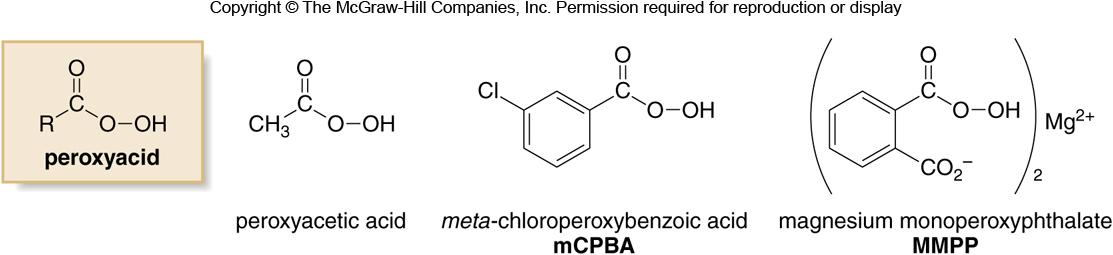 Copyright © The McGraw-Hill Companies, Inc. Permission required for reproduction or display
O
C
R
O—OH
peroxyacid
O
C
CH₃
O—OH
peroxyacetic acid
O
Cl
C
O—OH
meta-chloroperoxybenzoic acid
mCPBA
O
C
O—OH
CO₂⁻
2
Mg²⁺
magnesium monoperoxyphthalate
MMPP